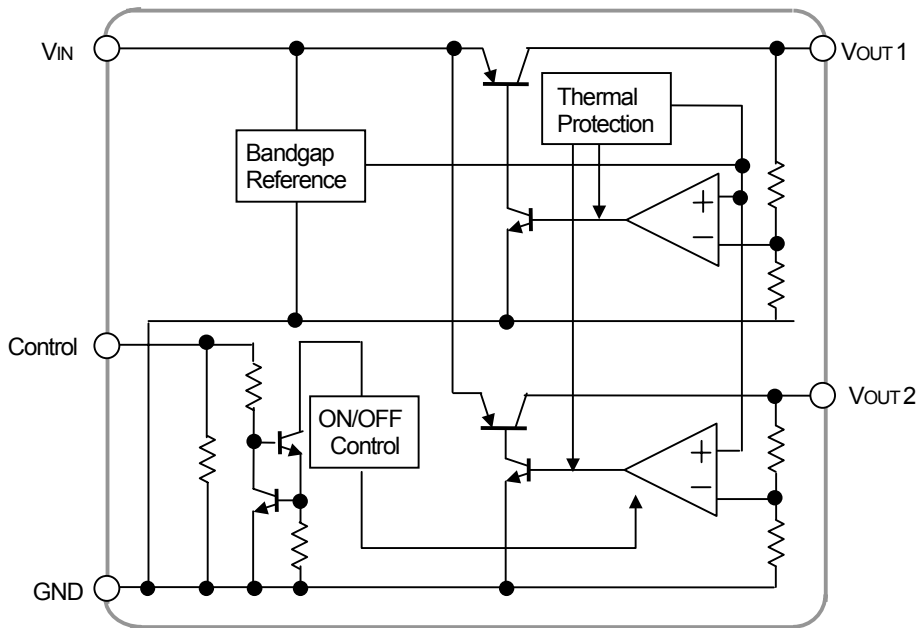 VIN
VOUT 1
Thermal
Protection
Bandgap
Reference
+
−
Control
VOUT 2
ON/OFF
Control
+
−
GND